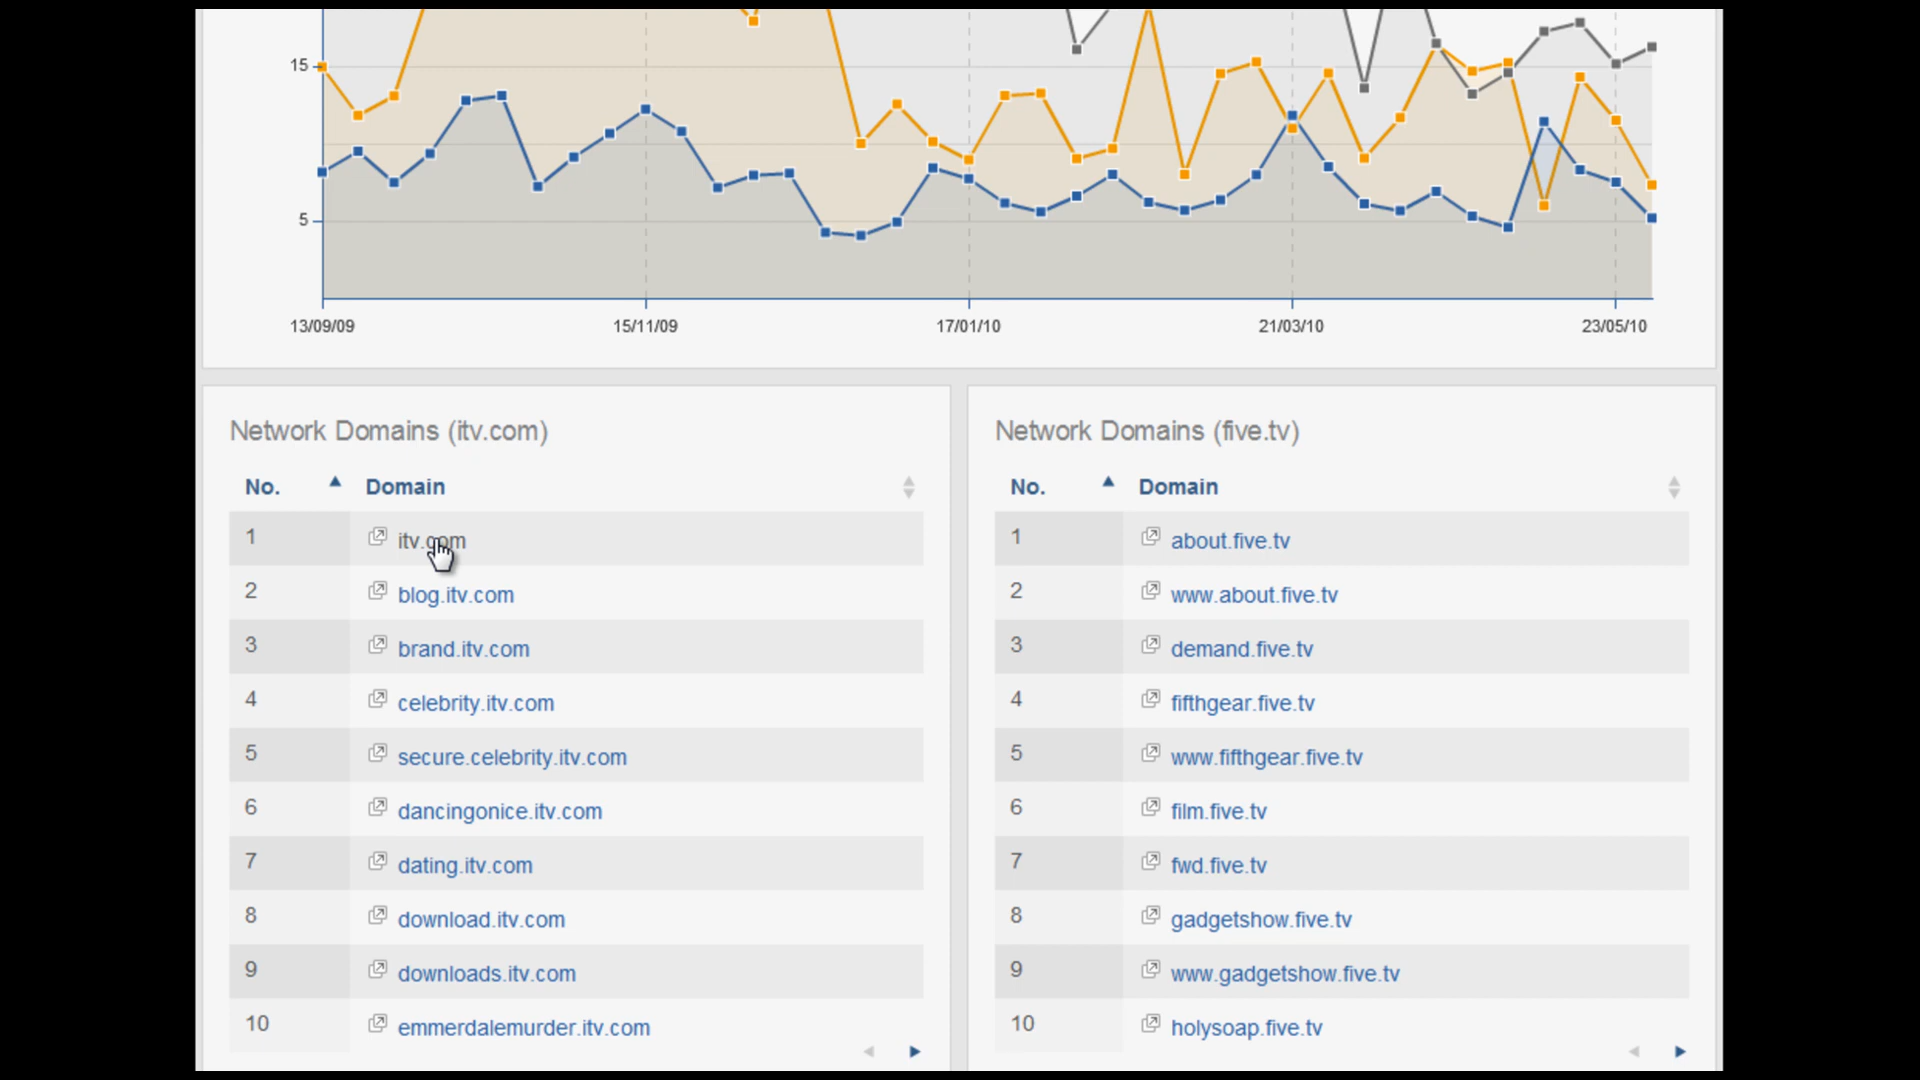 15
5
13/09/09 15/11/09 17/01/10 21/03/10 23/05/10
Network Domains (itv.com)
No. Domain
1 itv.com
2 blog.itv.com
3 brand.itv.com
4 celebrity.itv.com
5 secure.celebrity.itv.com
6 dancingonice.itv.com
7 dating.itv.com
8 download.itv.com
9 downloads.itv.com
10 emmerdalemurder.itv.com
Network Domains (five.tv)
No. Domain
1 about.five.tv
2 www.about.five.tv
3 demand.five.tv
4 fifthgear.five.tv
5 www.fifthgear.five.tv
6 film.five.tv
7 fwd.five.tv
8 gadgetshow.five.tv
9 www.gadgetshow.five.tv
10 holysoap.five.tv